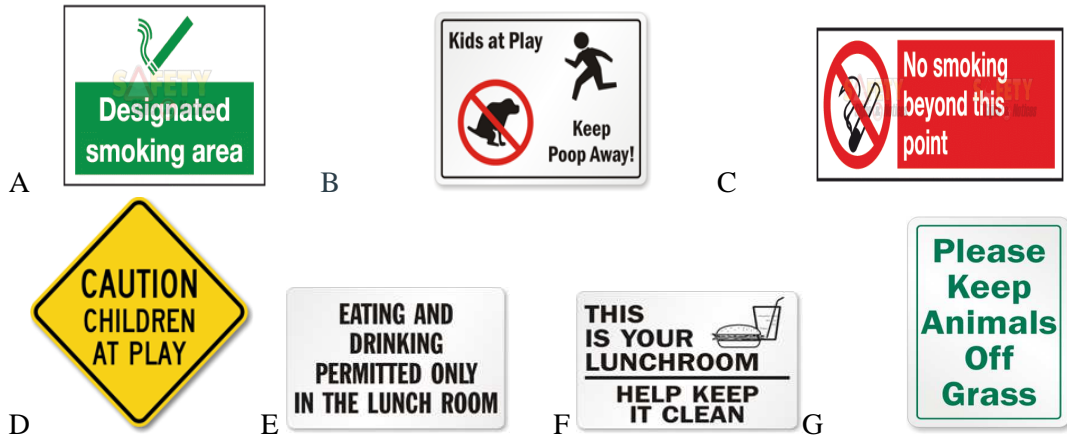 SAFETY
Designated
smoking area
A
Kids at Play
Keep
Poop Away!
B
No smoking
beyond this
point
SAFETY
C
CAUTION
CHILDREN
AT PLAY
D
EATING AND
DRINKING
PERMITTED ONLY
IN THE LUNCH ROOM
E
THIS
IS YOUR
LUNCHROOM
HELP KEEP
IT CLEAN
F
Please
Keep
Animals
Off
Grass
G